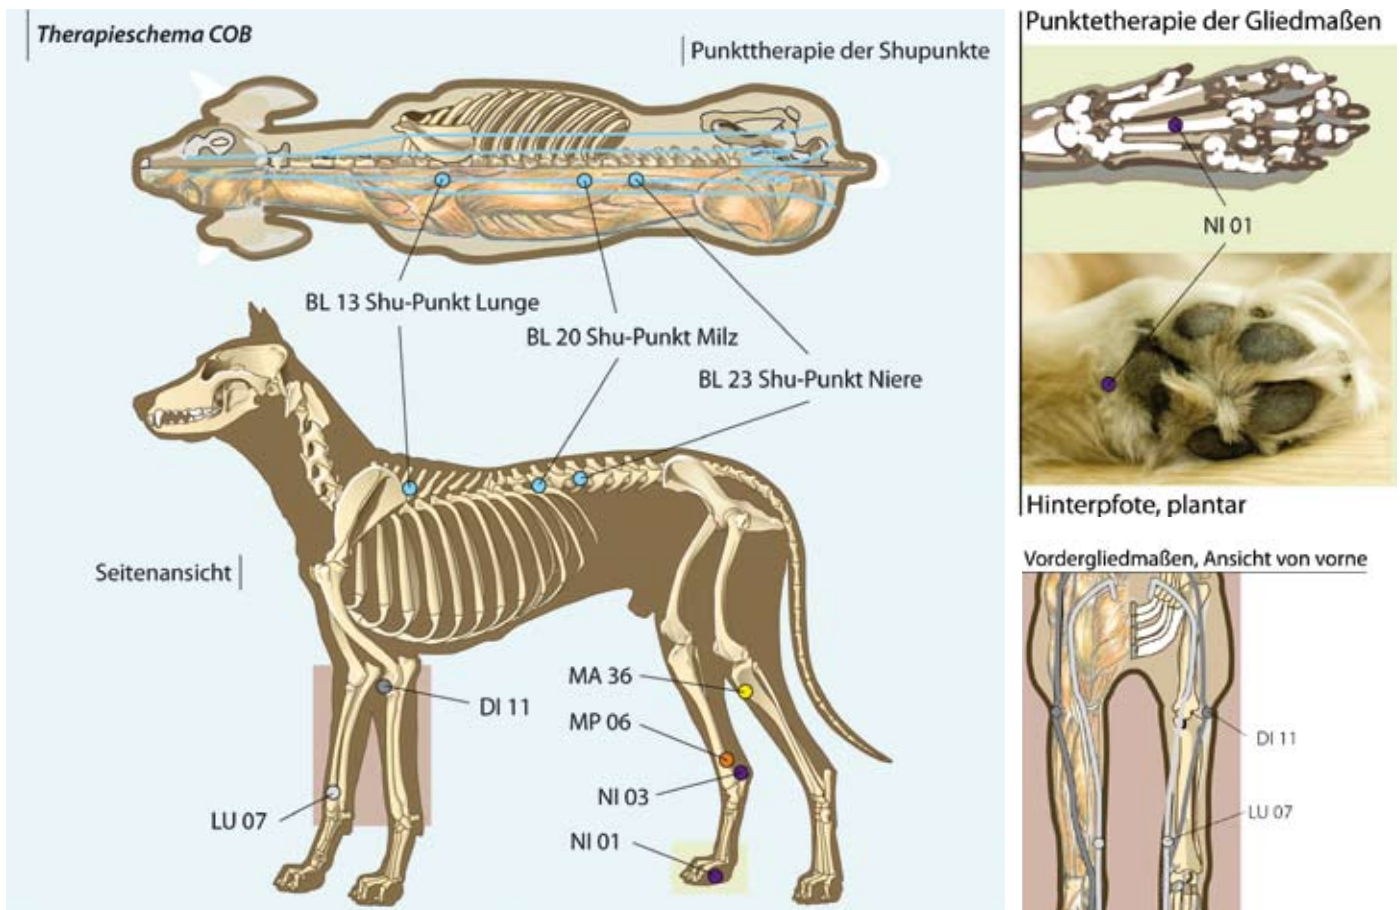 Therapieschema COB
Punkttherapie der Shupunkte
BL 13 Shu-Punkt Lunge
BL 20 Shu-Punkt Milz
BL 23 Shu-Punkt Niere
Seitenansicht
DI 11
LU 07
MA 36
MP 06
NI 03
NI 01
Punktetherapie der Gliedmaßen
NI 01
Hinterpfote, plantar
Vordergliedmaßen, Ansicht von vorne
DI 11
LU 07